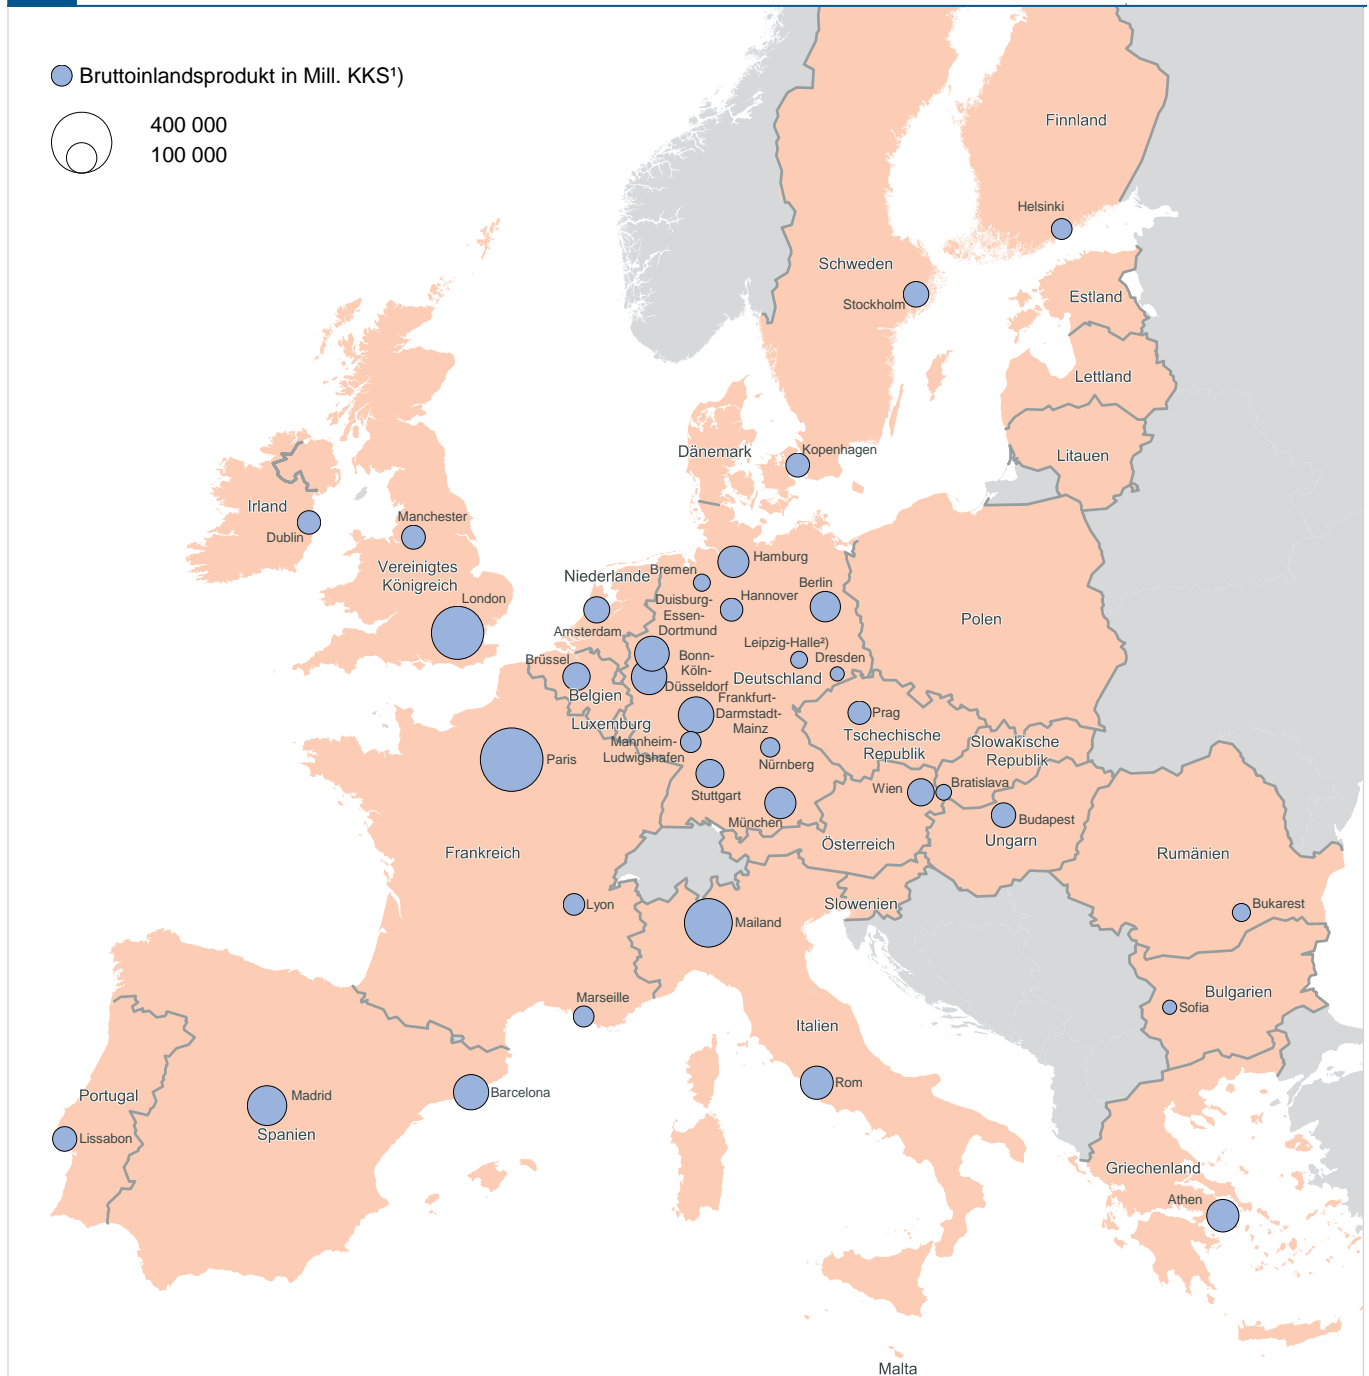 Bruttoinlandsprodukt in Mill. KKS¹)
400 000
100 000
Finnland
Helsinki
Schweden
Stockholm
Estland
Lettland
Litauen
Dänemark
Kopenhagen
Irland
Dublin
Manchester
Vereinigtes
Königreich
London
Niederlande
Amsterdam
Bremen
Hamburg
Hannover
Berlin
Duisburg-
Essen-
Dortmund
Polen
Brüssel
Belgien
Bonn-
Köln-
Düsseldorf
Leipzig-Halle²)
Dresden
Deutschland
Luxemburg
Frankfurt-
Darmstadt-
Mainz
Mannheim-
Ludwigshafen
Nürnberg
Prag
Tschechische
Republik
Slowakische
Republik
Paris
Stuttgart
München
Wien
Bratislava
Budapest
Ungarn
Österreich
Frankreich
Rumänien
Lyon
Slowenien
Mailand
Bukarest
Marseille
Italien
Bulgarien
Sofia
Portugal
Lissabon
Madrid
Spanien
Barcelona
Rom
Griechenland
Athen
Malta